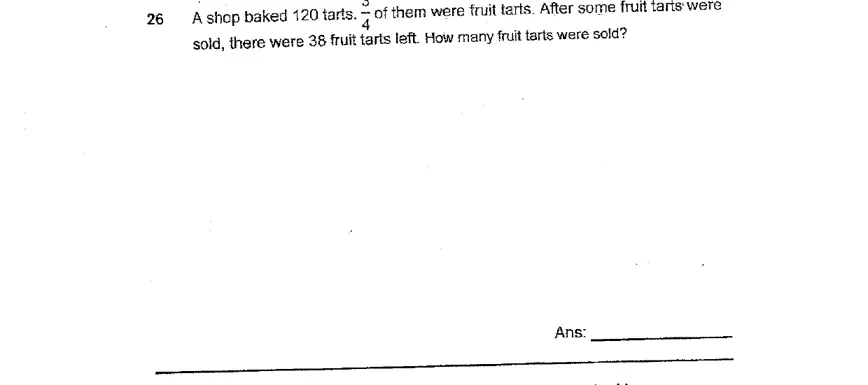 26 A shop baked 120 tarts. 3/4 of them were fruit tarts. After some fruit tarts were
sold, there were 38 fruit tarts left. How many fruit tarts were sold?
Ans: